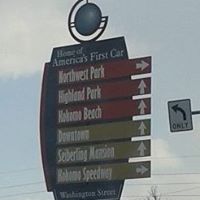 Home of
America's First Car
Northwest Park
Highland Park
Kokomo Beach
Downtown
Seiberling Mansion
Kokomo Speedway
Washington Street
ONLY